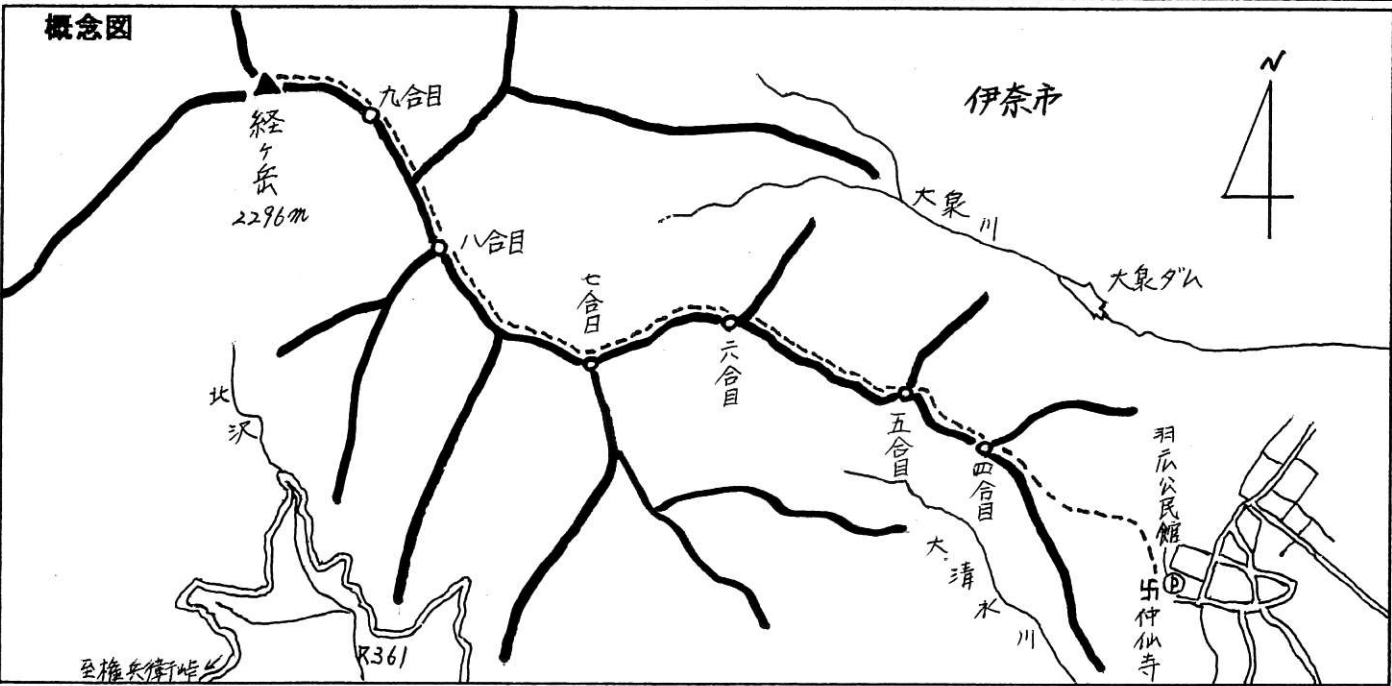 概念図
N
伊奈市
九合目
経ヶ岳
2296m
大泉川
大泉ダム
八合目
七合目
六合目
五合目
四合目
北沢
羽広公民館
P
卍仲仙寺
大清水川
R361
至権兵衛峠